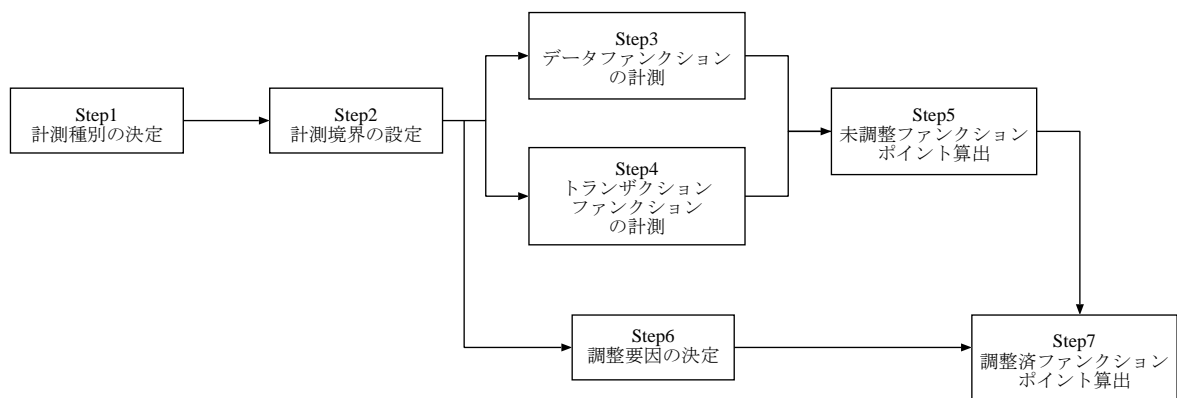 Step1
計測種別の決定
Step2
計測境界の設定
Step3
データファンクション
の計測
Step4
トランザクション
ファンクション
の計測
Step5
未調整ファンクション
ポイント算出
Step6
調整要因の決定
Step7
調整済ファンクション
ポイント算出